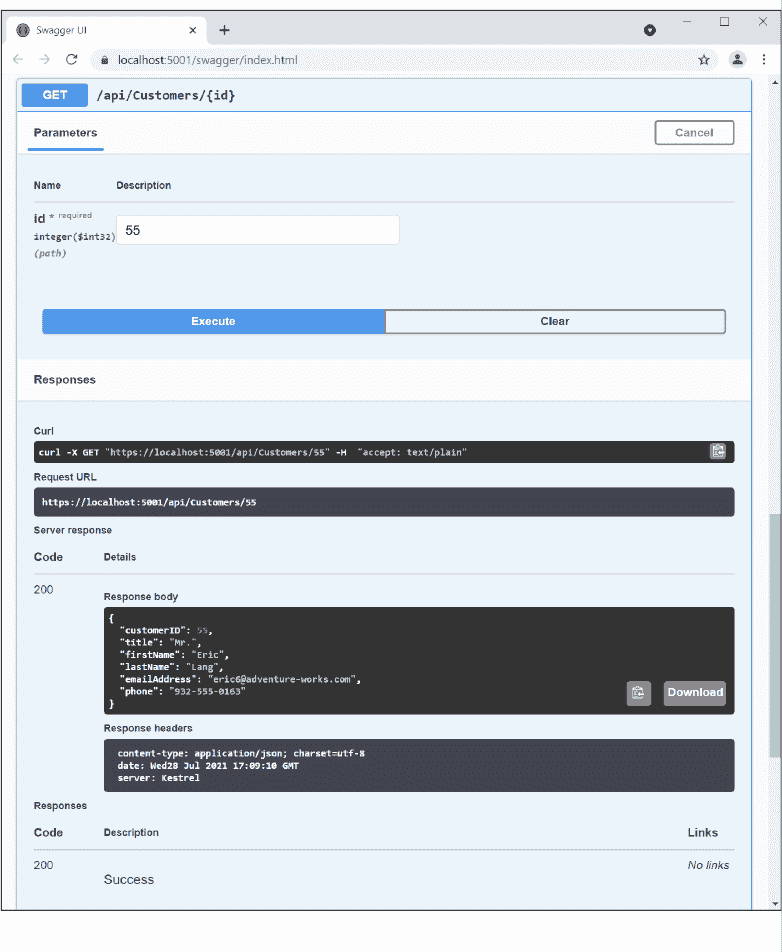 Swagger UI
localhost:5001/swagger/index.html
GET /api/Customers/{id}
Parameters
Cancel
Name Description
id * required
integer($int32)
(path)
55
Execute Clear
Responses
Curl
curl -X GET "https://localhost:5001/api/Customers/55" -H "accept: text/plain"
Request URL
https://localhost:5001/api/Customers/55
Server response
Code Details
200
Response body
{
"customerID": 55,
"title": "Mr.",
"firstName": "Eric",
"lastName": "Lang",
"emailAddress": "eric6@adventure-works.com",
"phone": "932-555-0163"
}
Download
Response headers
content-type: application/json; charset=utf-8
date: Wed28 Jul 2021 17:09:10 GMT
server: Kestrel
Responses
Code Description Links
200 Success No links